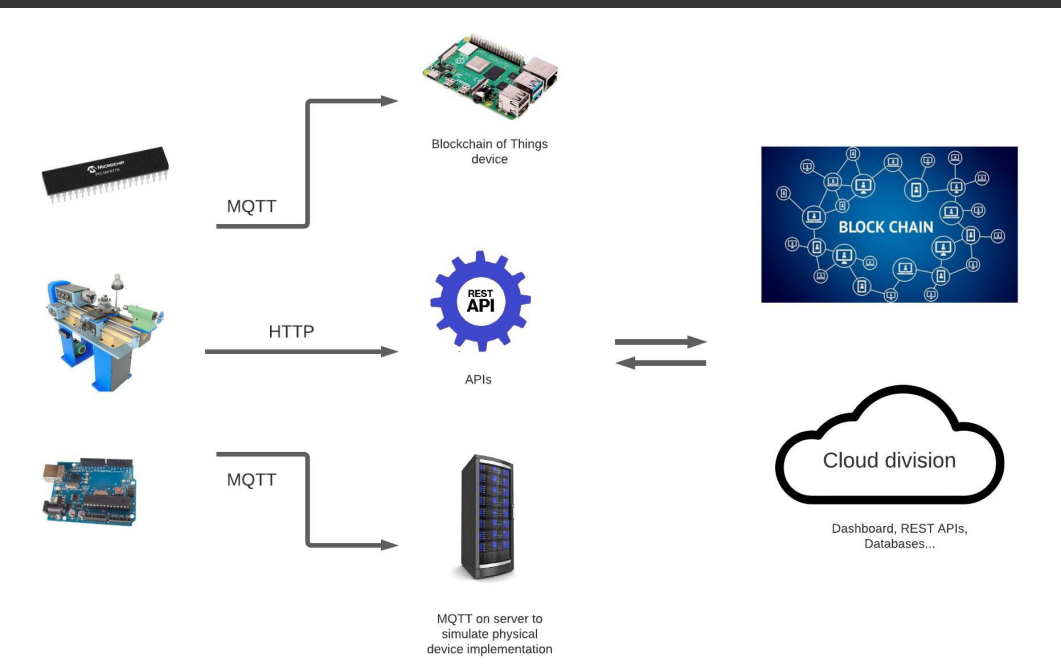 Blockchain of Things
device
MICROCHIP
MQTT
BLOCK CHAIN
REST
API
HTTP
APIs
Cloud division
MQTT
Dashboard, REST APIs,
Databases...
MQTT on server to
simulate physical
device implementation